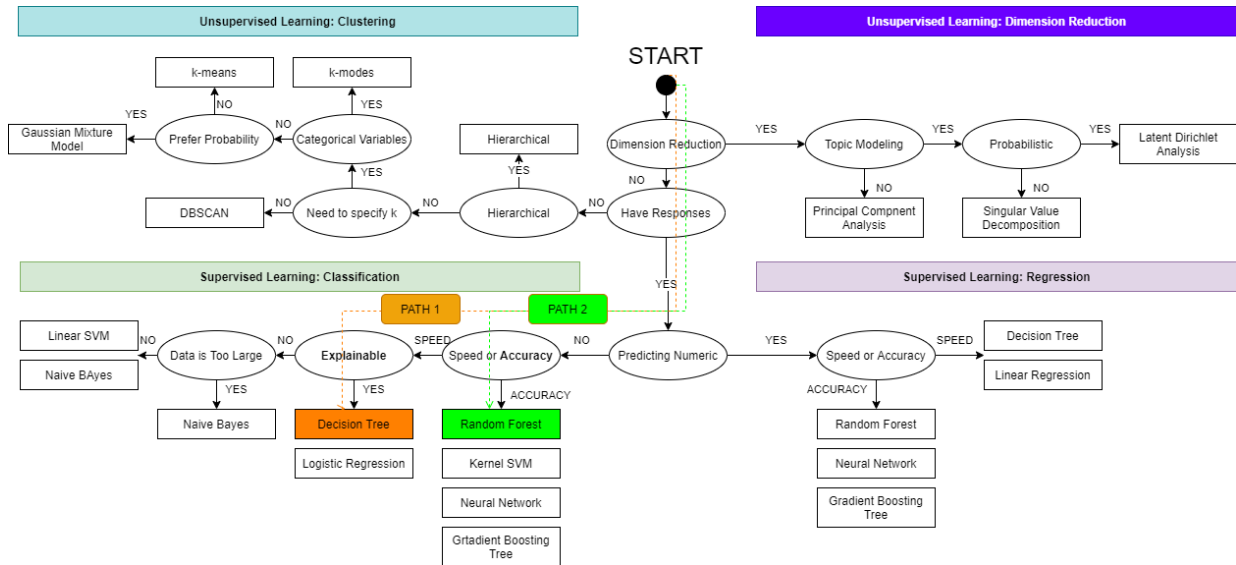 Unsupervised Learning: Clustering
Unsupervised Learning: Dimension Reduction
START
k-means
k-modes
NO
YES
YES
Gaussian Mixture
Model
Prefer Probability
NO
Categorical Variables
Hierarchical
Dimension Reduction
YES
Topic Modeling
YES
Probabilistic
YES
Latent Dirichlet
Analysis
YES
YES
NO
NO
NO
DBSCAN
NO
Need to specify k
NO
Hierarchical
NO
Have Responses
Principal Compnent
Analysis
Singular Value
Decomposition
Supervised Learning: Classification
Supervised Learning: Regression
YES
PATH 1
PATH 2
Linear SVM
NO
Naive BAyes
Data is Too Large
NO
Explainable
SPEED
Speed or Accuracy
NO
Predicting Numeric
YES
Speed or Accuracy
SPEED
Decision Tree
Linear Regression
YES
YES
ACCURACY
ACCURACY
Naive Bayes
Decision Tree
Random Forest
Random Forest
Logistic Regression
Kernel SVM
Neural Network
Neural Network
Gradient Boosting
Tree
Grtadient Boosting
Tree